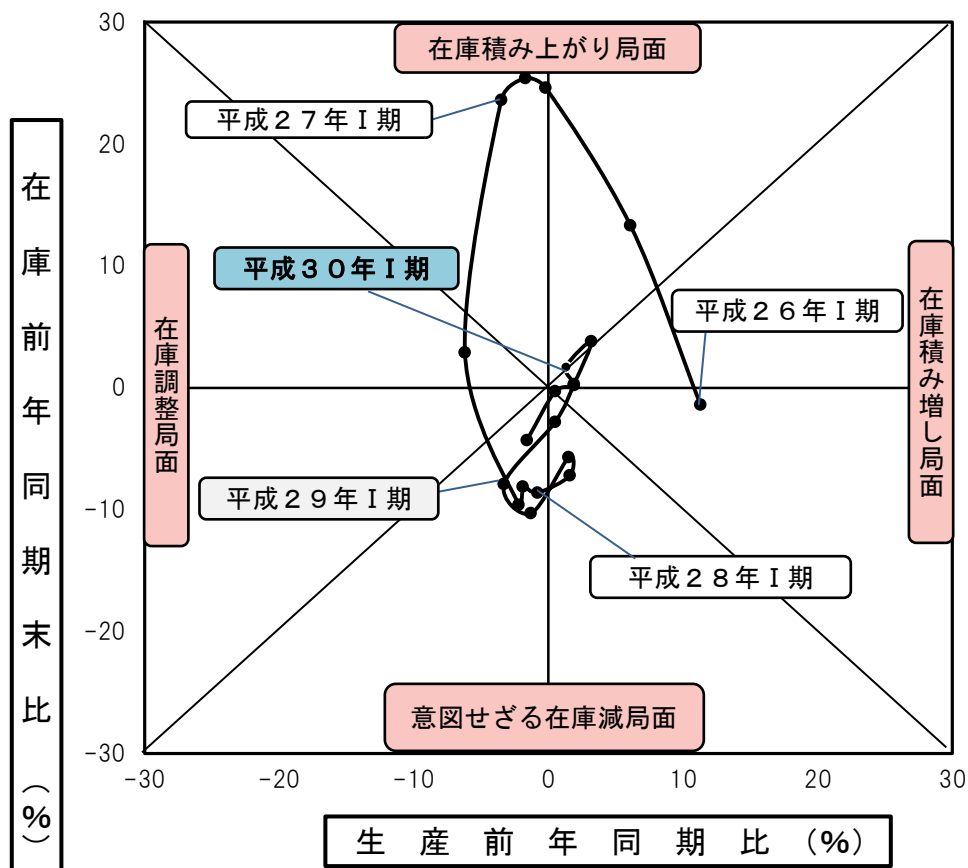 在庫前年同期末比（%）
30
20
10
0
-10
-20
-30
在庫積み上がり局面
平成２７年Ⅰ期
平成３０年Ⅰ期
平成２６年Ⅰ期
在庫調整局面
在庫積み増し局面
平成２９年Ⅰ期
平成２８年Ⅰ期
意図せざる在庫減局面
-30
-20
-10
0
10
20
30
生産前年同期比（%）